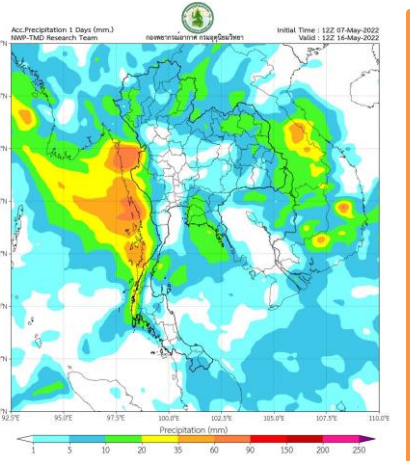 Acc.Precipitation 1 Days (mm.)
Initial Time : 12Z 07-May-2022
NWP-TMD Research Team
กองพยากรณ์อากาศ กรมอุตุนิยมวิทยา
Valid : 12Z 16-May-2022
92.5°E 95.0°E 97.5°E 100.0°E 102.5°E 105.0°E 107.5°E 110.0°E
Precipitation (mm)
1 5 10 20 35 60 90 150 200 250